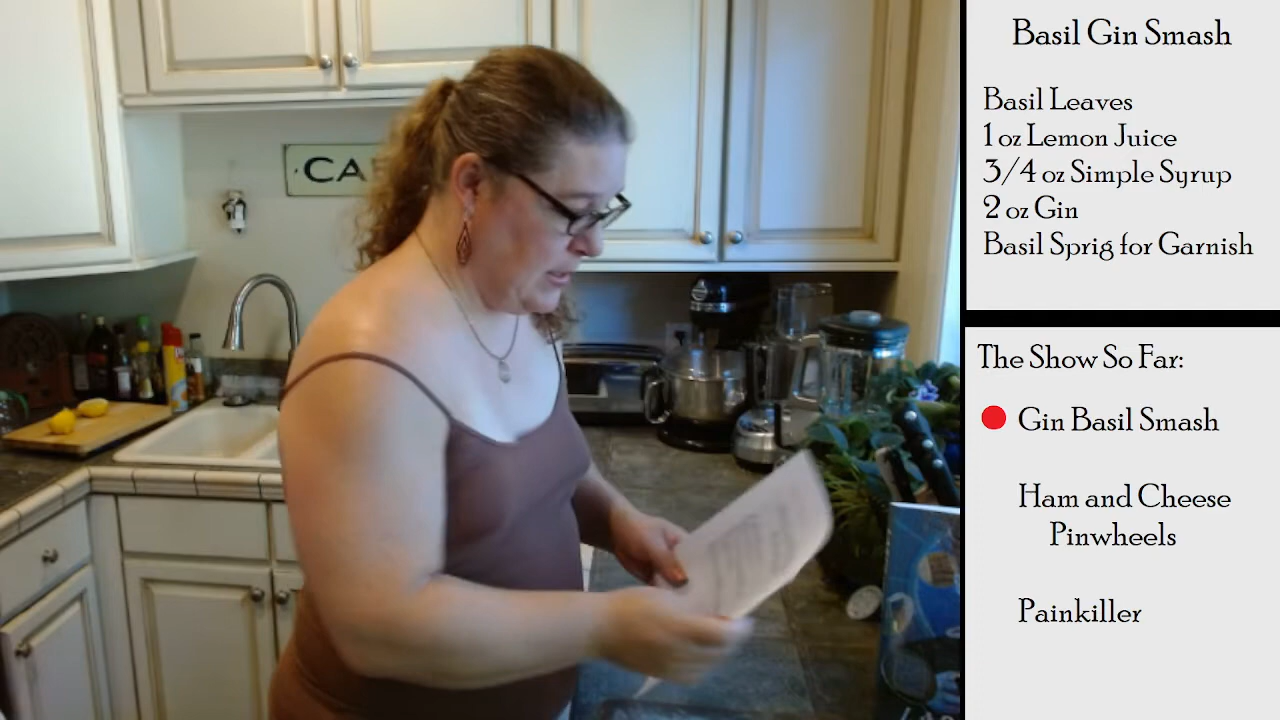 CA
Basil Gin Smash
Basil Leaves
1 oz Lemon Juice
3/4 oz Simple Syrup
2 oz Gin
Basil Sprig for Garnish
The Show So Far:
Gin Basil Smash
Ham and Cheese
Pinwheels
Painkiller